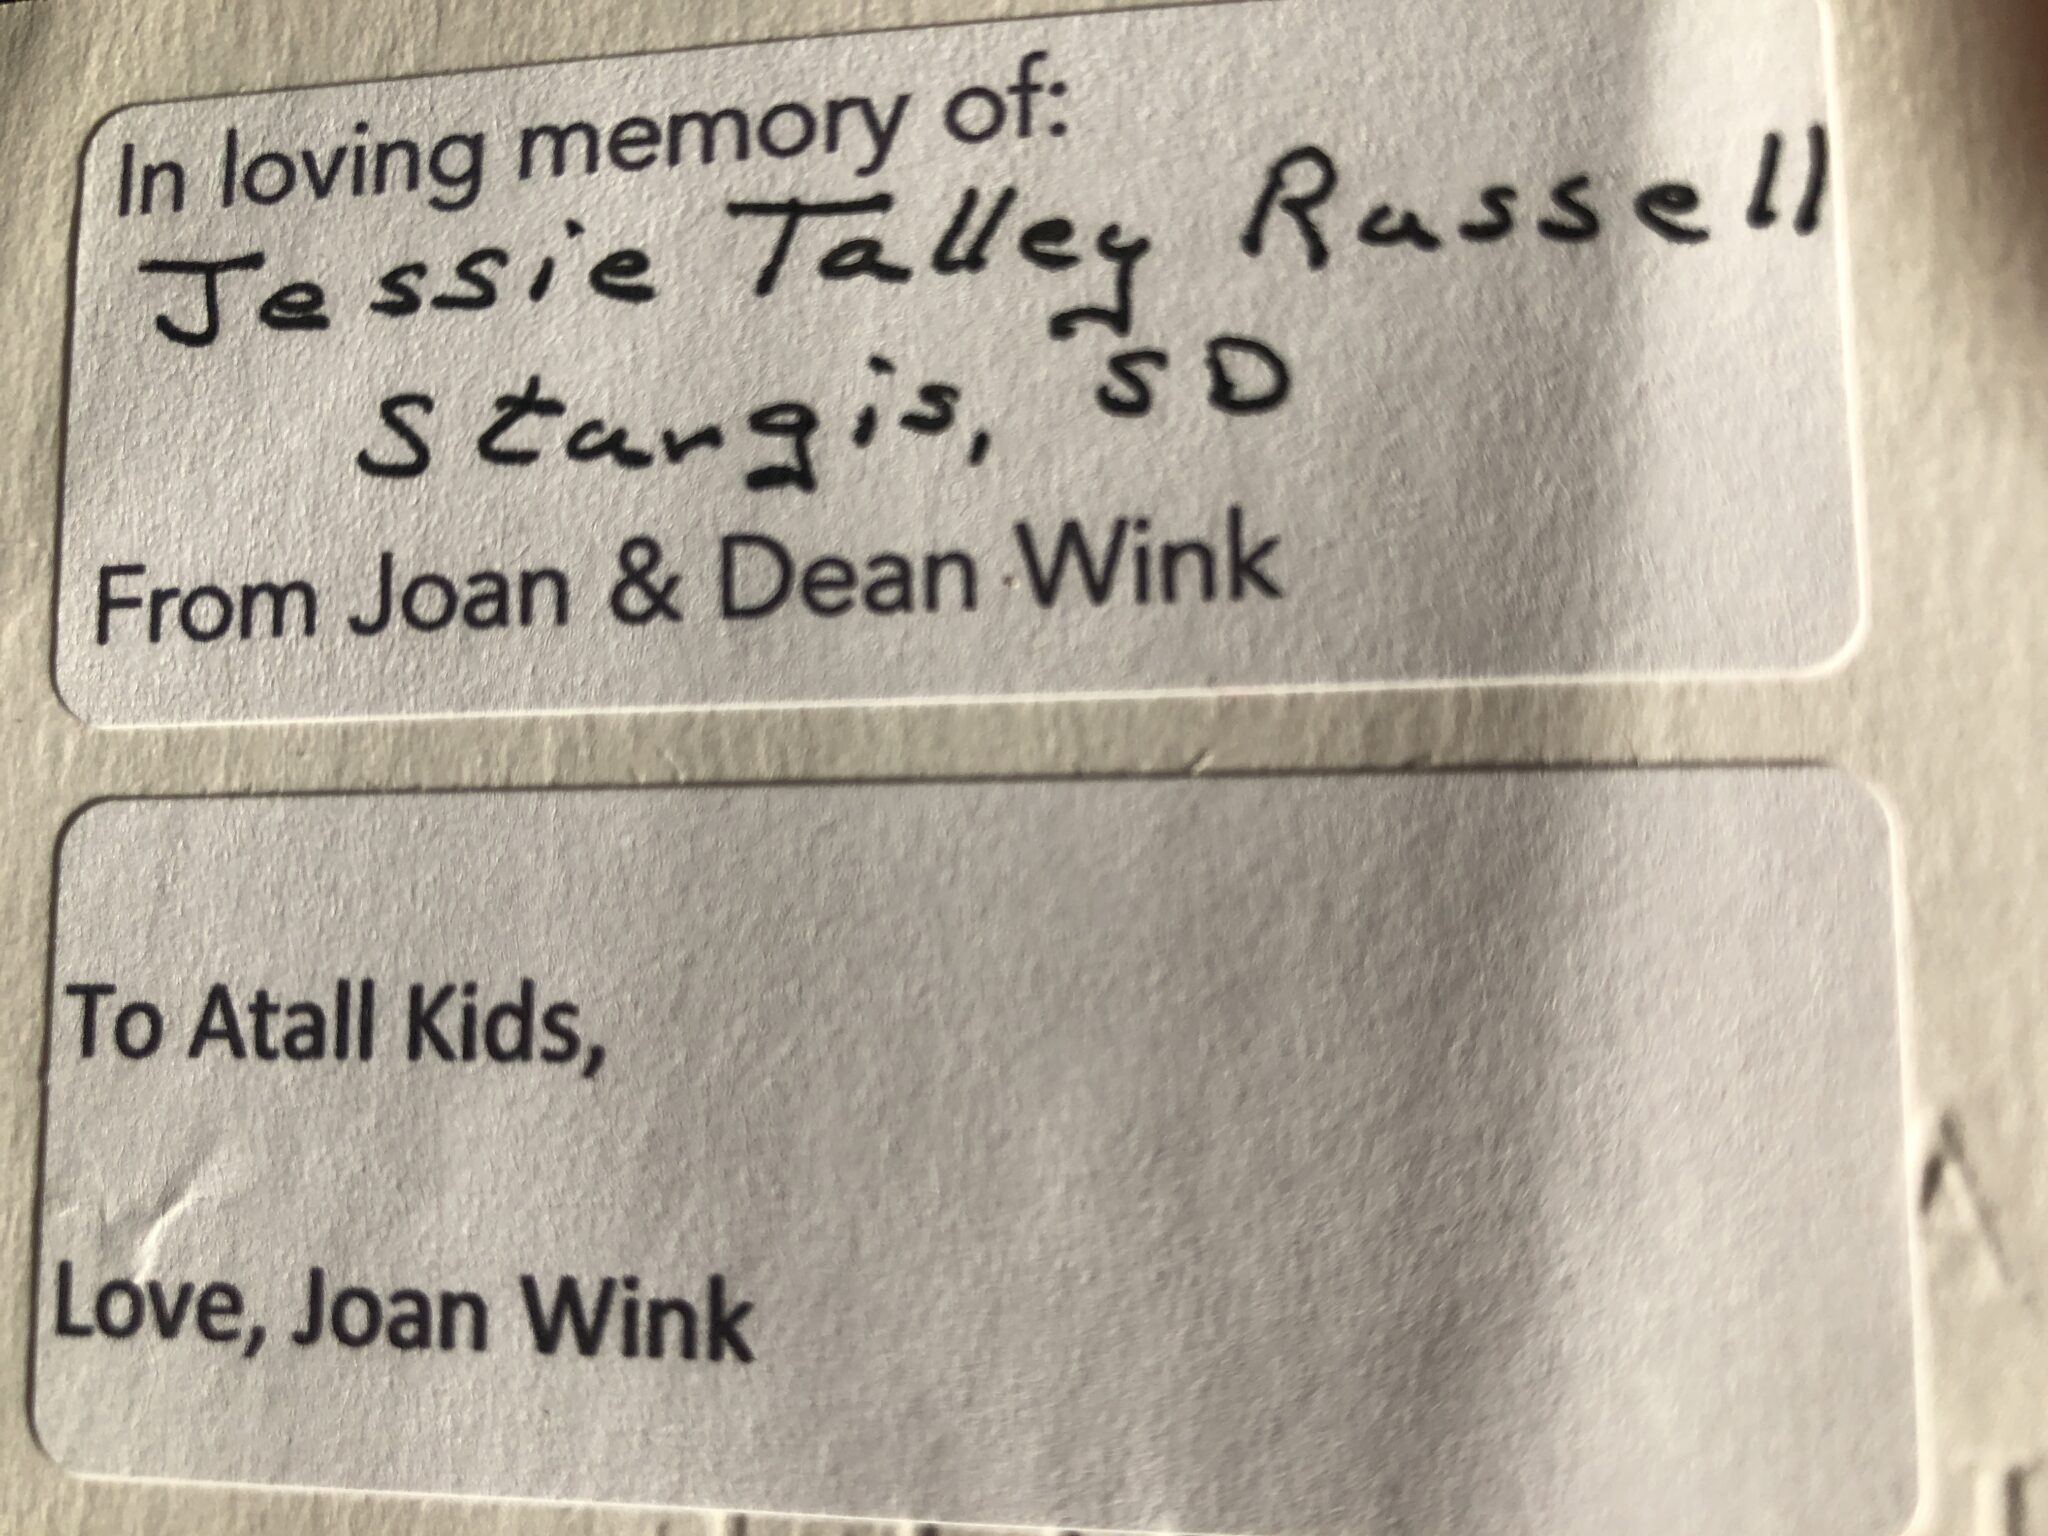 In loving memory of:
Jessie Talley Russell
Sturgis, SD
From Joan & Dean Wink
To Atall Kids,
Love, Joan Wink